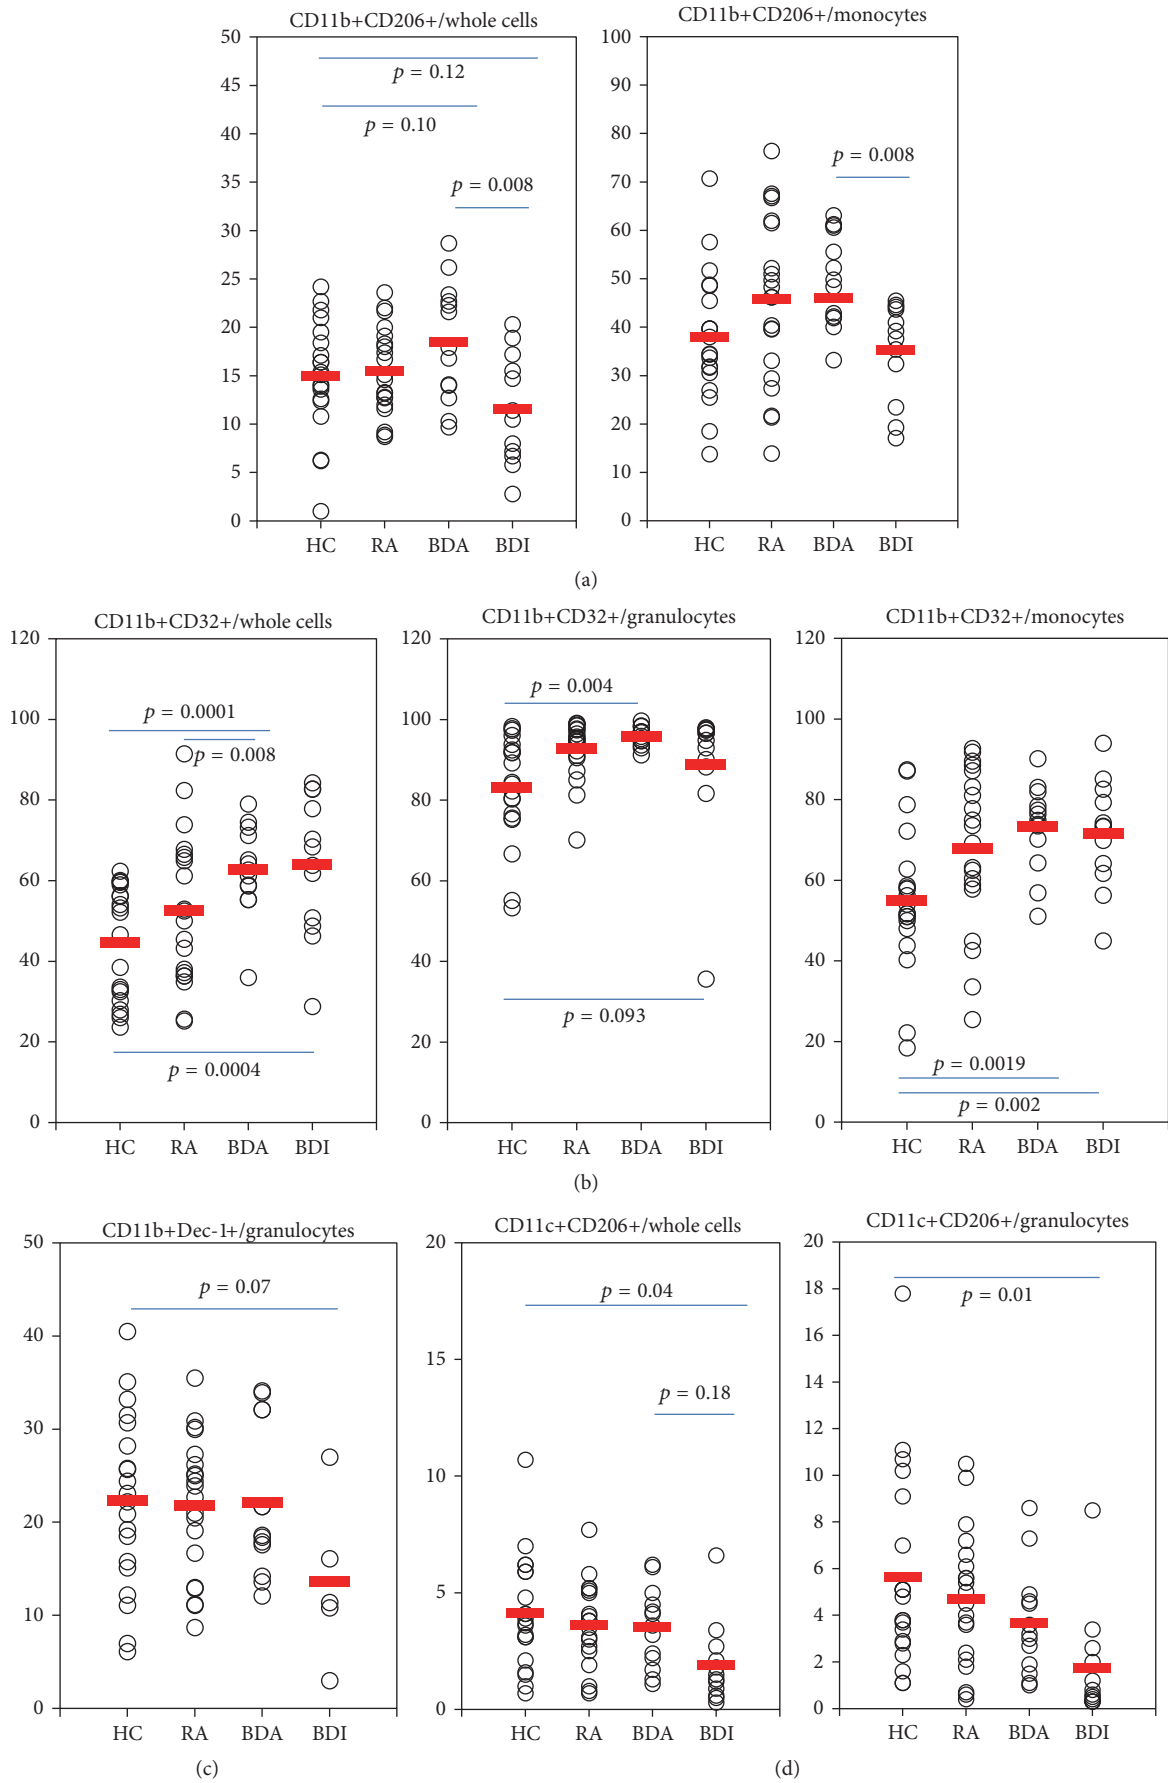 CD11b+CD206+/whole cells
50
45
40
35
30
25
20
15
10
5
0
p = 0.12
p = 0.10
p = 0.008
HC RA BDA BDI
CD11b+CD206+/monocytes
100
90
80
70
60
50
40
30
20
10
0
p = 0.008
HC RA BDA BDI
(a)
CD11b+CD32+/whole cells
120
100
80
60
40
20
0
p = 0.0001
p = 0.008
p = 0.0004
HC RA BDA BDI
CD11b+CD32+/granulocytes
120
100
80
60
40
20
0
p = 0.004
p = 0.093
HC RA BDA BDI
CD11b+CD32+/monocytes
120
100
80
60
40
20
0
p = 0.0019
p = 0.002
HC RA BDA BDI
(b)
CD11b+Dec-1+/granulocytes
50
40
30
20
10
0
p = 0.07
HC RA BDA BDI
(c)
CD11c+CD206+/whole cells
20
15
10
5
0
p = 0.04
p = 0.18
HC RA BDA BDI
CD11c+CD206+/granulocytes
20
18
16
14
12
10
8
6
4
2
0
p = 0.01
HC RA BDA BDI
(d)